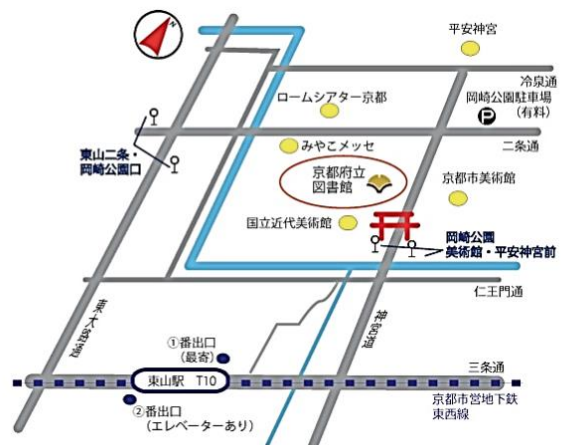 平安神宮
冷泉通
岡崎公園駐車場
(有料)
P
ロームシアター京都
二条通
みやこメッセ
東山二条・
岡崎公園口
京都府立
図書館
京都市美術館
国立近代美術館
岡崎公園
美術館・平安神宮前
仁王門通
東大路通
神宮道
①番出口
(最寄)
三条通
東山駅 T10
京都市営地下鉄
東西線
②番出口
(エレベーターあり)